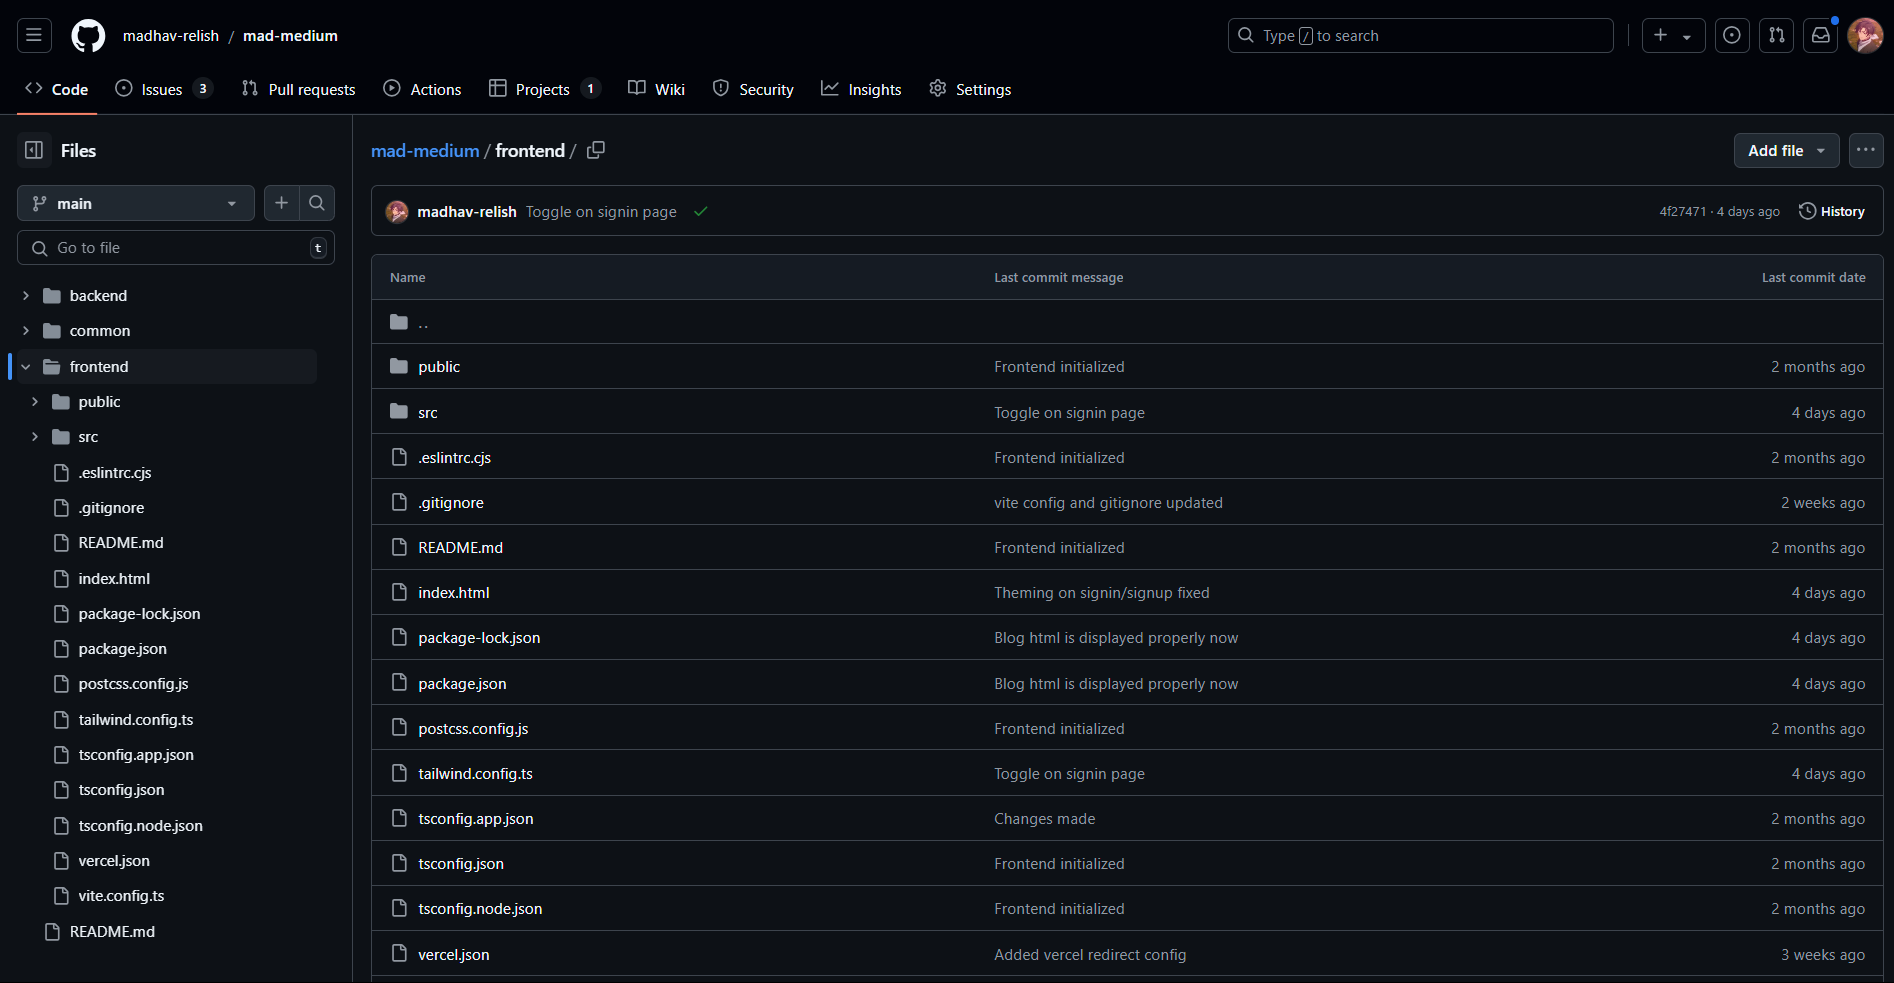 madhav-relish / mad-medium
Type / to search
Code
Issues 3
Pull requests
Actions
Projects 1
Wiki
Security
Insights
Settings
Files
main
Go to file
t
backend
common
frontend
public
src
.eslintrc.cjs
.gitignore
README.md
index.html
package-lock.json
package.json
postcss.config.js
tailwind.config.ts
tsconfig.app.json
tsconfig.json
tsconfig.node.json
vercel.json
vite.config.ts
README.md
mad-medium / frontend /
Add file
madhav-relish Toggle on signin page
4f27471 · 4 days ago
History
Name Last commit message Last commit date
..
public Frontend initialized 2 months ago
src Toggle on signin page 4 days ago
.eslintrc.cjs Frontend initialized 2 months ago
.gitignore vite config and gitignore updated 2 weeks ago
README.md Frontend initialized 2 months ago
index.html Theming on signin/signup fixed 4 days ago
package-lock.json Blog html is displayed properly now 4 days ago
package.json Blog html is displayed properly now 4 days ago
postcss.config.js Frontend initialized 2 months ago
tailwind.config.ts Toggle on signin page 4 days ago
tsconfig.app.json Changes made 2 months ago
tsconfig.json Frontend initialized 2 months ago
tsconfig.node.json Frontend initialized 2 months ago
vercel.json Added vercel redirect config 3 weeks ago